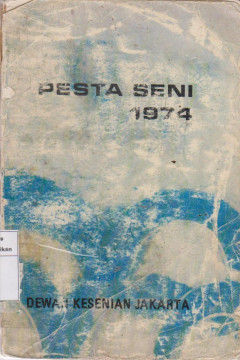 PESTA SENI
1974
DEWAN KESENIAN JAKARTA